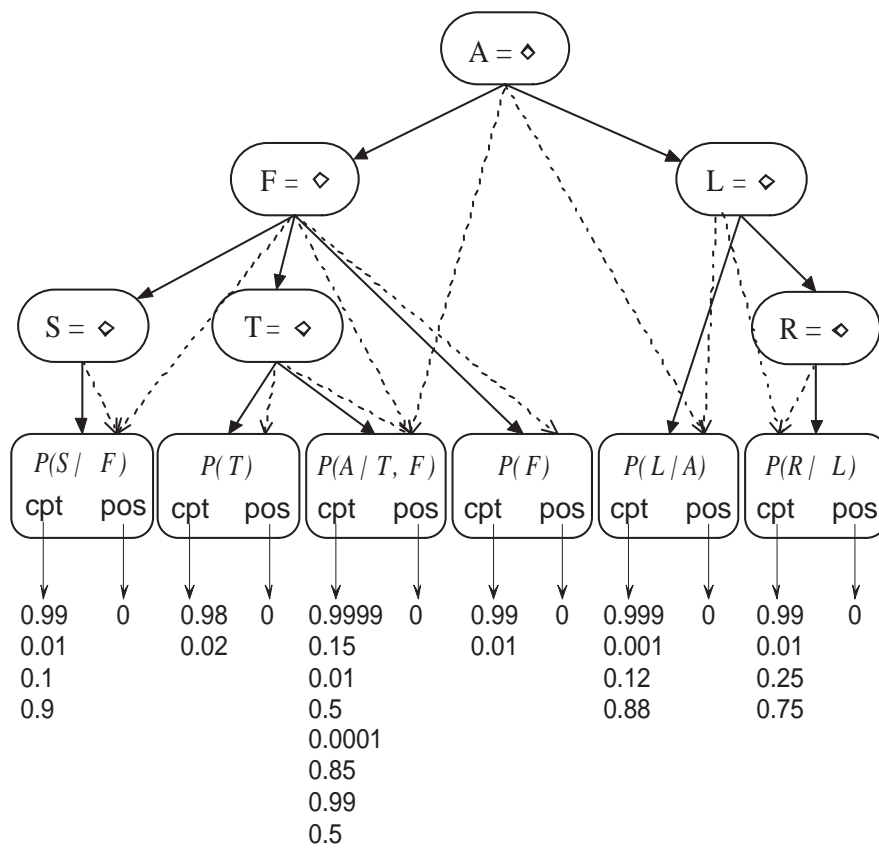 A = ◇
F = ◇
L = ◇
S = ◇
T = ◇
R = ◇
P(S | F)
cpt pos
P(T)
cpt pos
P(A | T, F)
cpt pos
P(F)
cpt pos
P(L | A)
cpt pos
P(R | L)
cpt pos
0.99 0
0.01
0.1
0.9
0.98 0
0.02
0.9999 0
0.15
0.01
0.5
0.0001
0.85
0.99
0.5
0.99 0
0.01
0.999 0
0.001
0.12
0.88
0.99 0
0.01
0.25
0.75